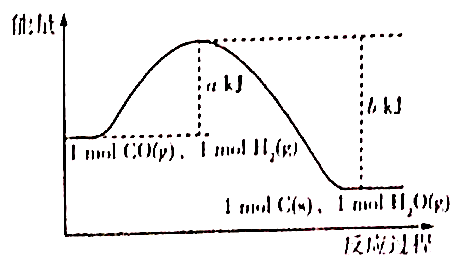 能量
a kJ
b kJ
1 mol CO(g)、1 mol H₂(g)
1 mol C(s)、1 mol H₂O(g)
反应过程